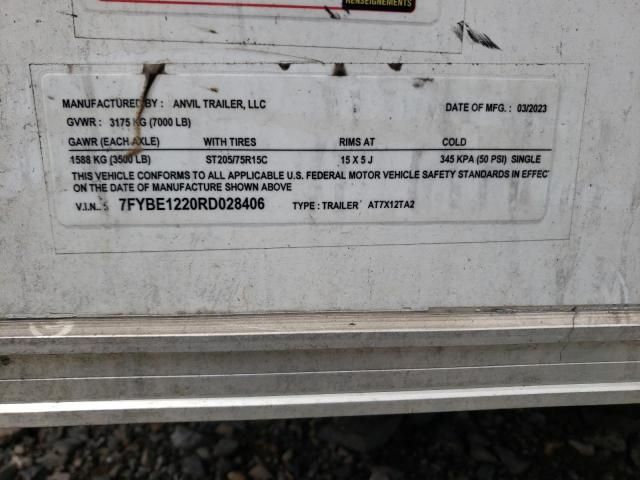 RENSEIGNEMENTS
MANUFACTURED BY : ANVIL TRAILER, LLC DATE OF MFG. : 03/2023
GVWR : 3175 KG (7000 LB)
GAWR (EACH AXLE) WITH TIRES RIMS AT COLD
1588 KG (3500 LB) ST205/75R15C 15 X 5 J 345 KPA (50 PSI) SINGLE
THIS VEHICLE CONFORMS TO ALL APPLICABLE U.S. FEDERAL MOTOR VEHICLE SAFETY STANDARDS IN EFFEC
ON THE DATE OF MANUFACTURE SHOWN ABOVE
V.I.N.. 7FYBE1220RD028406 TYPE : TRAILER AT7X12TA2